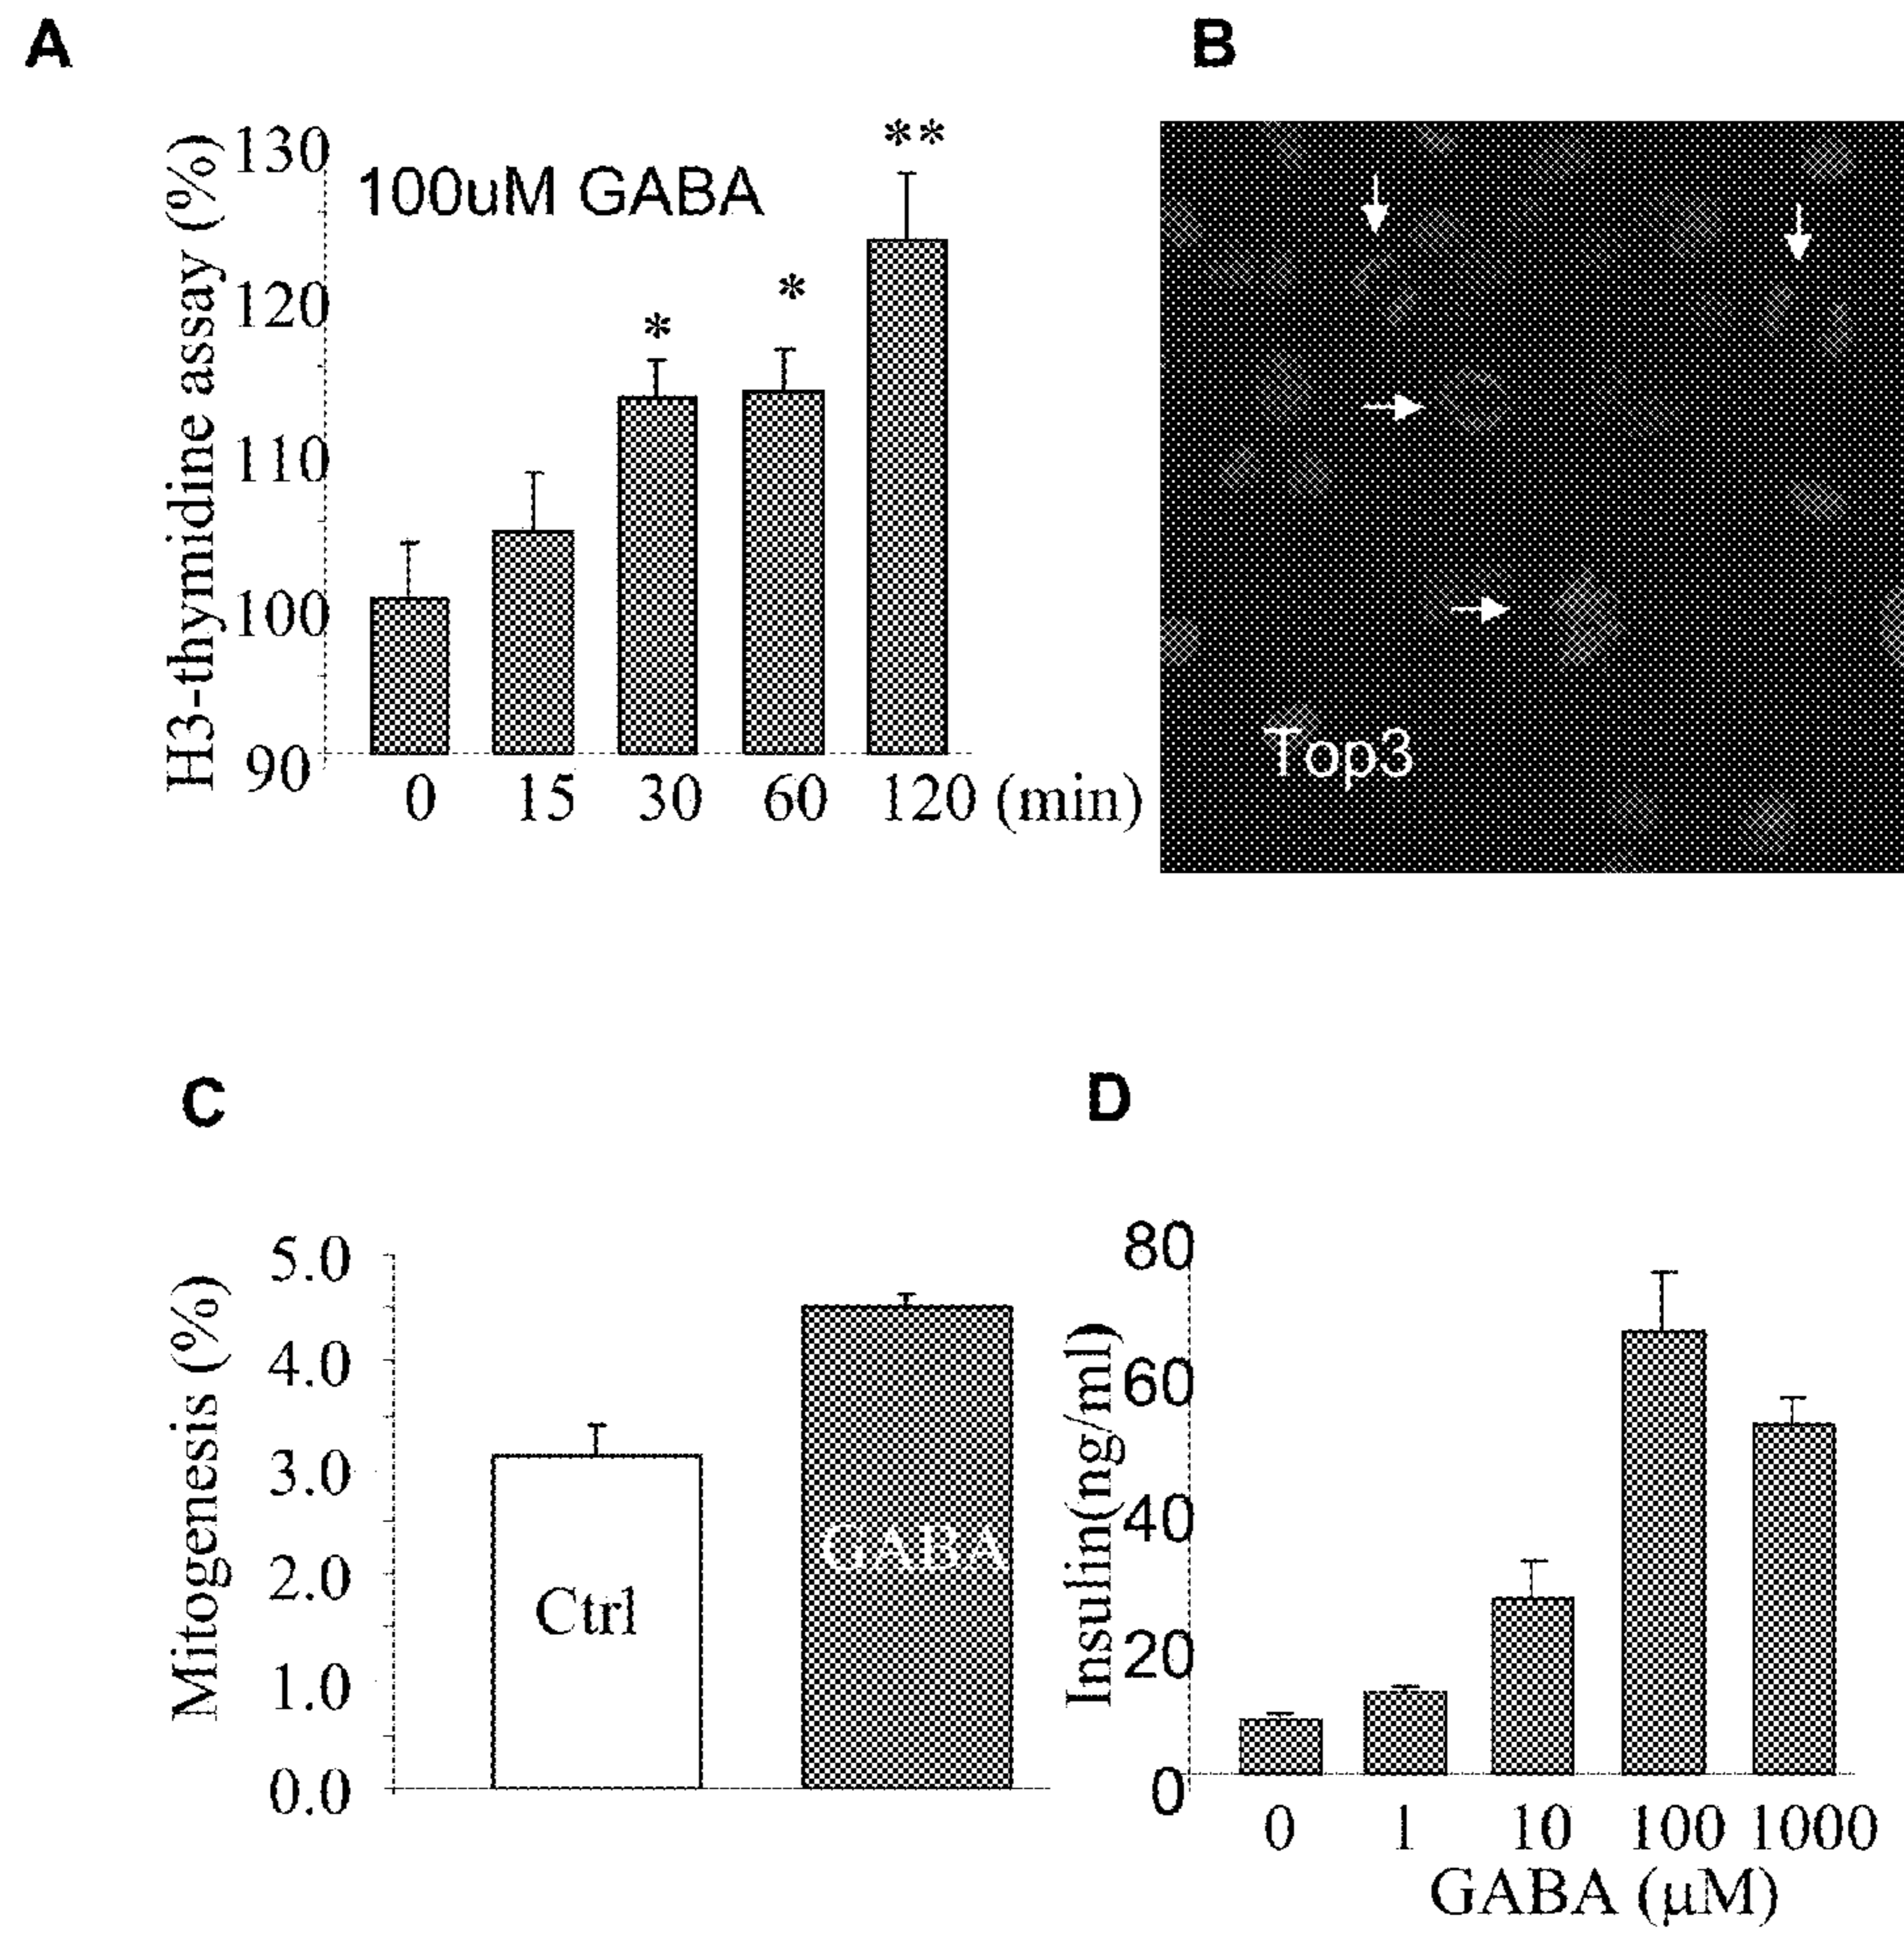 A
B
H3-thymidine assay (%)
130
120
110
100
90
100uM GABA
*
*
**
0 15 30 60 120 (min)
Top3
C
D
Mitogenesis (%)
5.0
4.0
3.0
2.0
1.0
0.0
Ctrl
GABA
Insulin(ng/ml)
80
60
40
20
0
0 1 10 100 1000
GABA (μM)